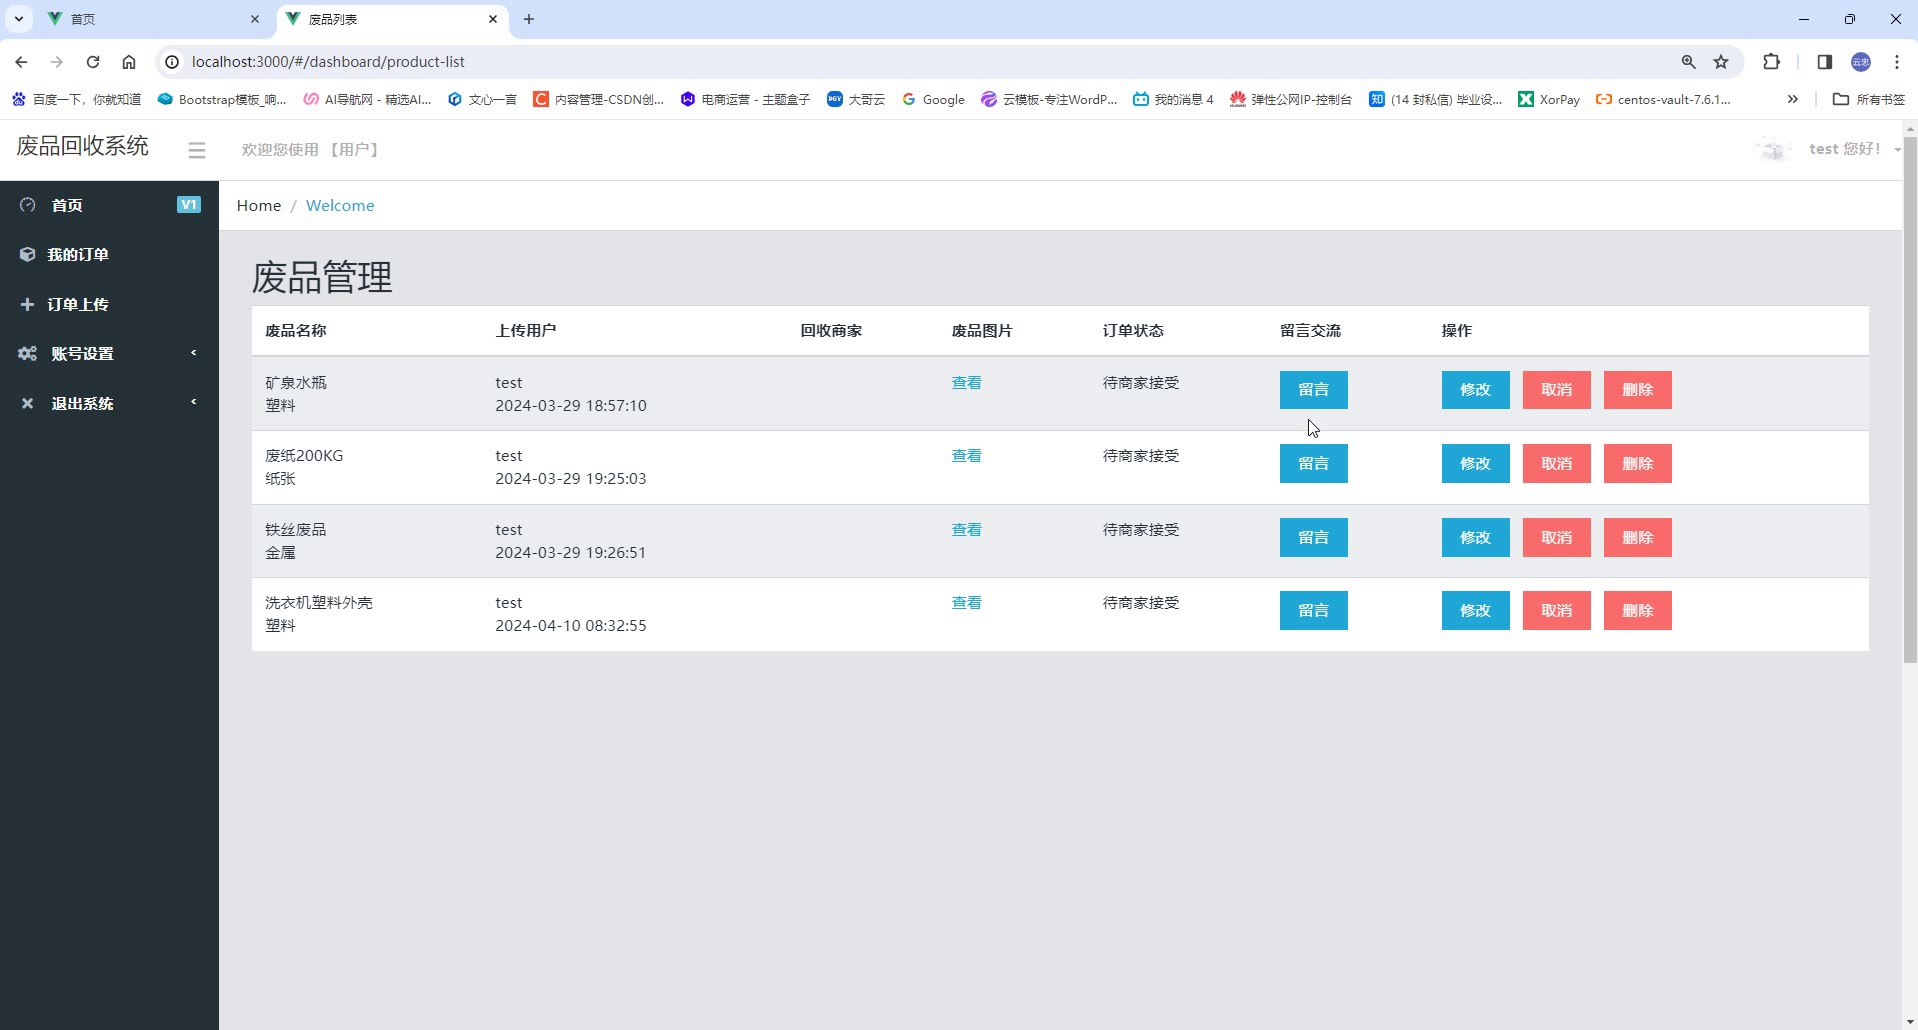 首页
废品列表
localhost:3000/#/dashboard/product-list
云忠
百度一下，你就知道
Bootstrap模板_响...
AI导航网 - 精选AI...
文心一言
内容管理-CSDN创...
电商运营 - 主题盒子
大哥云
Google
云模板-专注WordP...
我的消息 4
弹性公网IP-控制台
(14 封私信) 毕业设...
XorPay
centos-vault-7.6.1...
所有书签
废品回收系统
欢迎您使用 【用户】
test 您好!
首页 V1
我的订单
订单上传
账号设置
退出系统
Home / Welcome
废品管理
废品名称 上传用户 回收商家 废品图片 订单状态 留言交流 操作
矿泉水瓶 test 查看 待商家接受 留言 修改 取消 删除
塑料 2024-03-29 18:57:10
废纸200KG test 查看 待商家接受 留言 修改 取消 删除
纸张 2024-03-29 19:25:03
铁丝废品 test 查看 待商家接受 留言 修改 取消 删除
金属 2024-03-29 19:26:51
洗衣机塑料外壳 test 查看 待商家接受 留言 修改 取消 删除
塑料 2024-04-10 08:32:55